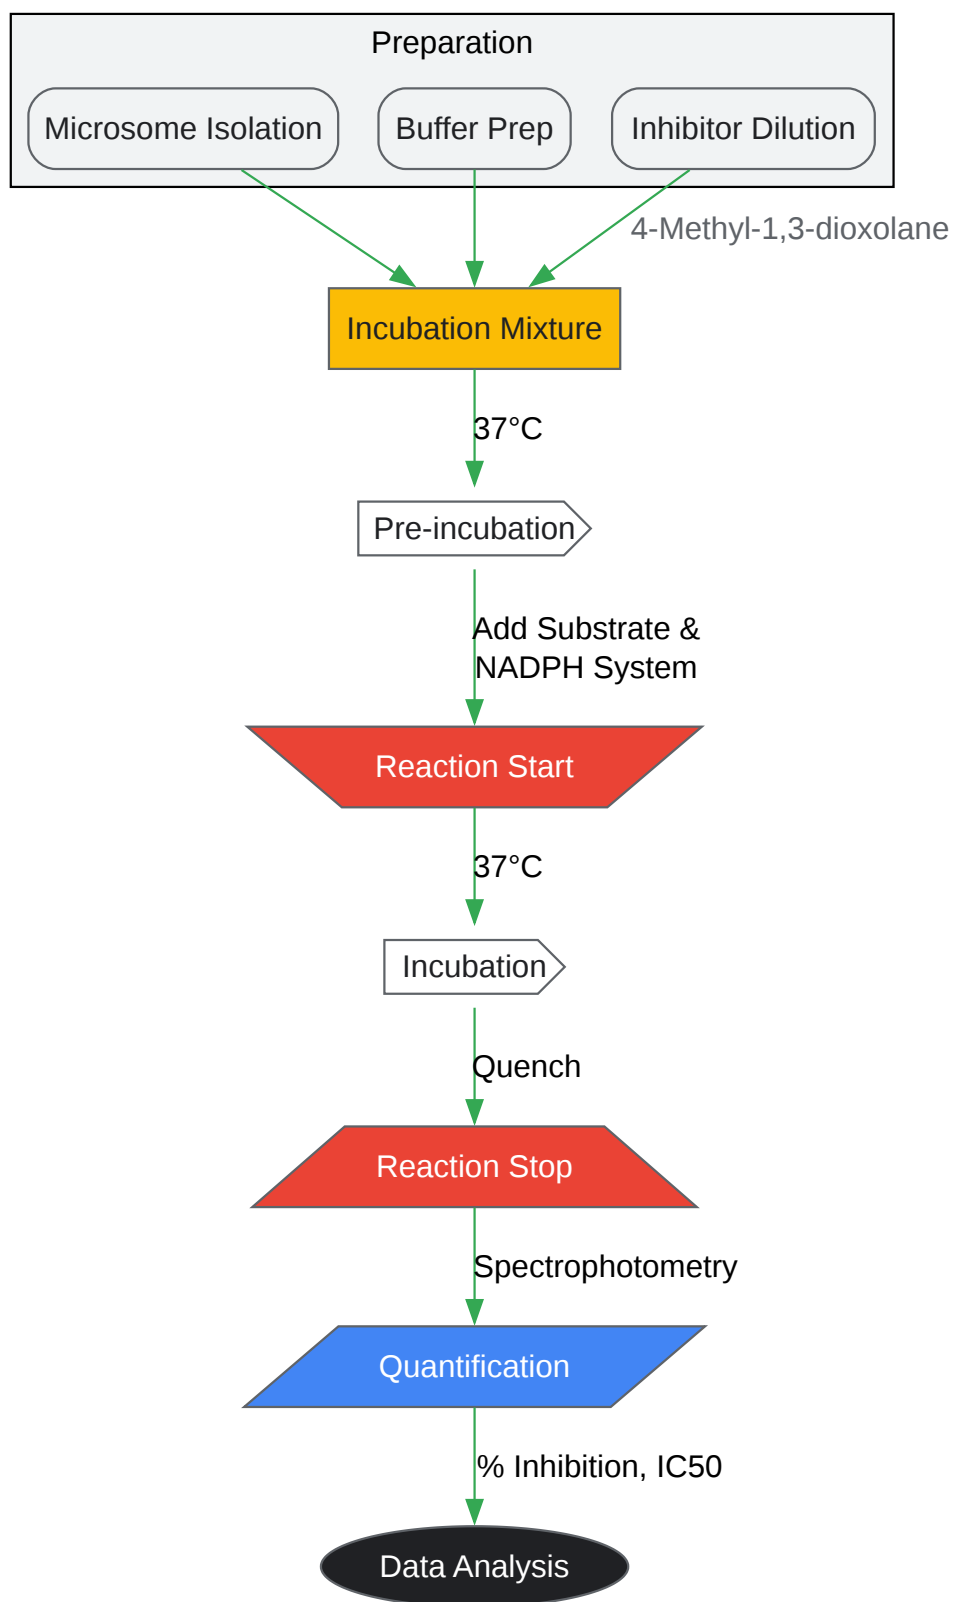 Preparation
Microsome Isolation
Buffer Prep
Inhibitor Dilution
4-Methyl-1,3-dioxolane
Incubation Mixture
37°C
Pre-incubation
Add Substrate &
NADPH System
Reaction Start
37°C
Incubation
Quench
Reaction Stop
Spectrophotometry
Quantification
% Inhibition, IC50
Data Analysis